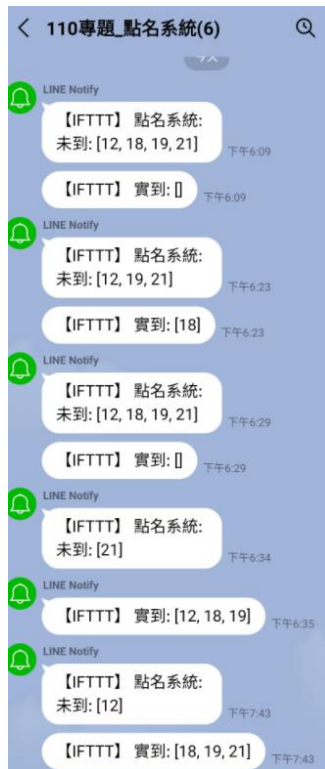 110專題_點名系統(6)
今天
LINE Notify
【IFTTT】 點名系統:
未到: [12, 18, 19, 21]
下午6:09
【IFTTT】 實到: []
下午6:09
LINE Notify
【IFTTT】 點名系統:
未到: [12, 19, 21]
下午6:23
【IFTTT】 實到: [18]
下午6:23
LINE Notify
【IFTTT】 點名系統:
未到: [12, 18, 19, 21]
下午6:29
【IFTTT】 實到: []
下午6:29
LINE Notify
【IFTTT】 點名系統:
未到: [21]
下午6:34
LINE Notify
【IFTTT】 實到: [12, 18, 19]
下午6:35
LINE Notify
【IFTTT】 點名系統:
未到: [12]
下午7:43
【IFTTT】 實到: [18, 19, 21]
下午7:43